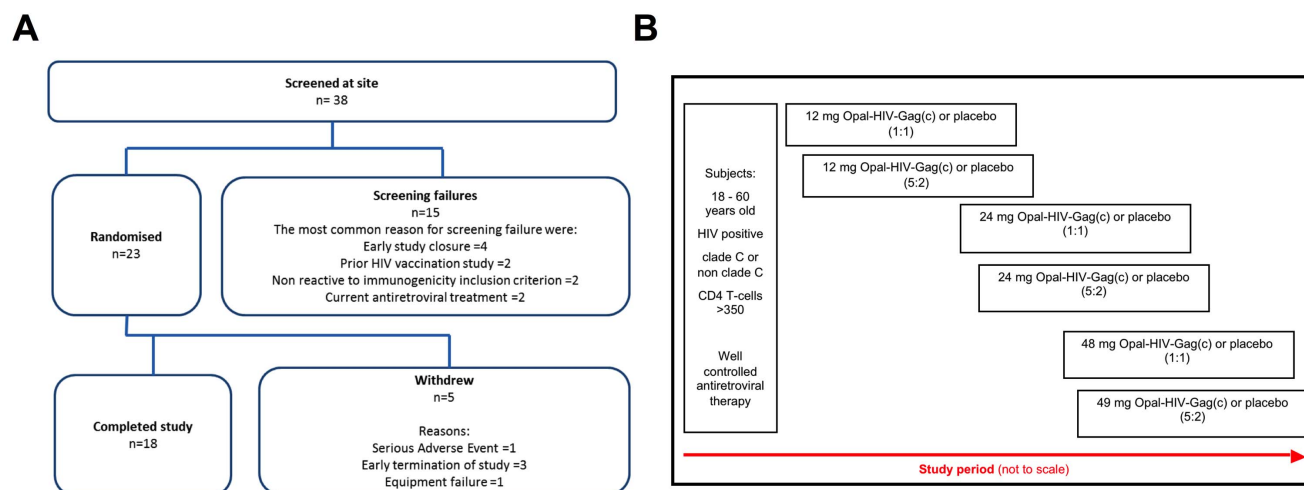 A
Screened at site
n= 38
Randomised
n=23
Screening failures
n=15
The most common reason for screening failure were:
Early study closure =4
Prior HIV vaccination study =2
Non reactive to immunogenicity inclusion criterion =2
Current antiretroviral treatment =2
Completed study
n=18
Withdrew
n=5
Reasons:
Serious Adverse Event =1
Early termination of study =3
Equipment failure =1
B
Subjects:
18 - 60
years old
HIV positive
clade C or
non clade C
CD4 T-cells
>350
Well
controlled
antiretroviral
therapy
12 mg Opal-HIV-Gag(c) or placebo
(1:1)
12 mg Opal-HIV-Gag(c) or placebo
(5:2)
24 mg Opal-HIV-Gag(c) or placebo
(1:1)
24 mg Opal-HIV-Gag(c) or placebo
(5:2)
48 mg Opal-HIV-Gag(c) or placebo
(1:1)
49 mg Opal-HIV-Gag(c) or placebo
(5:2)
Study period (not to scale)